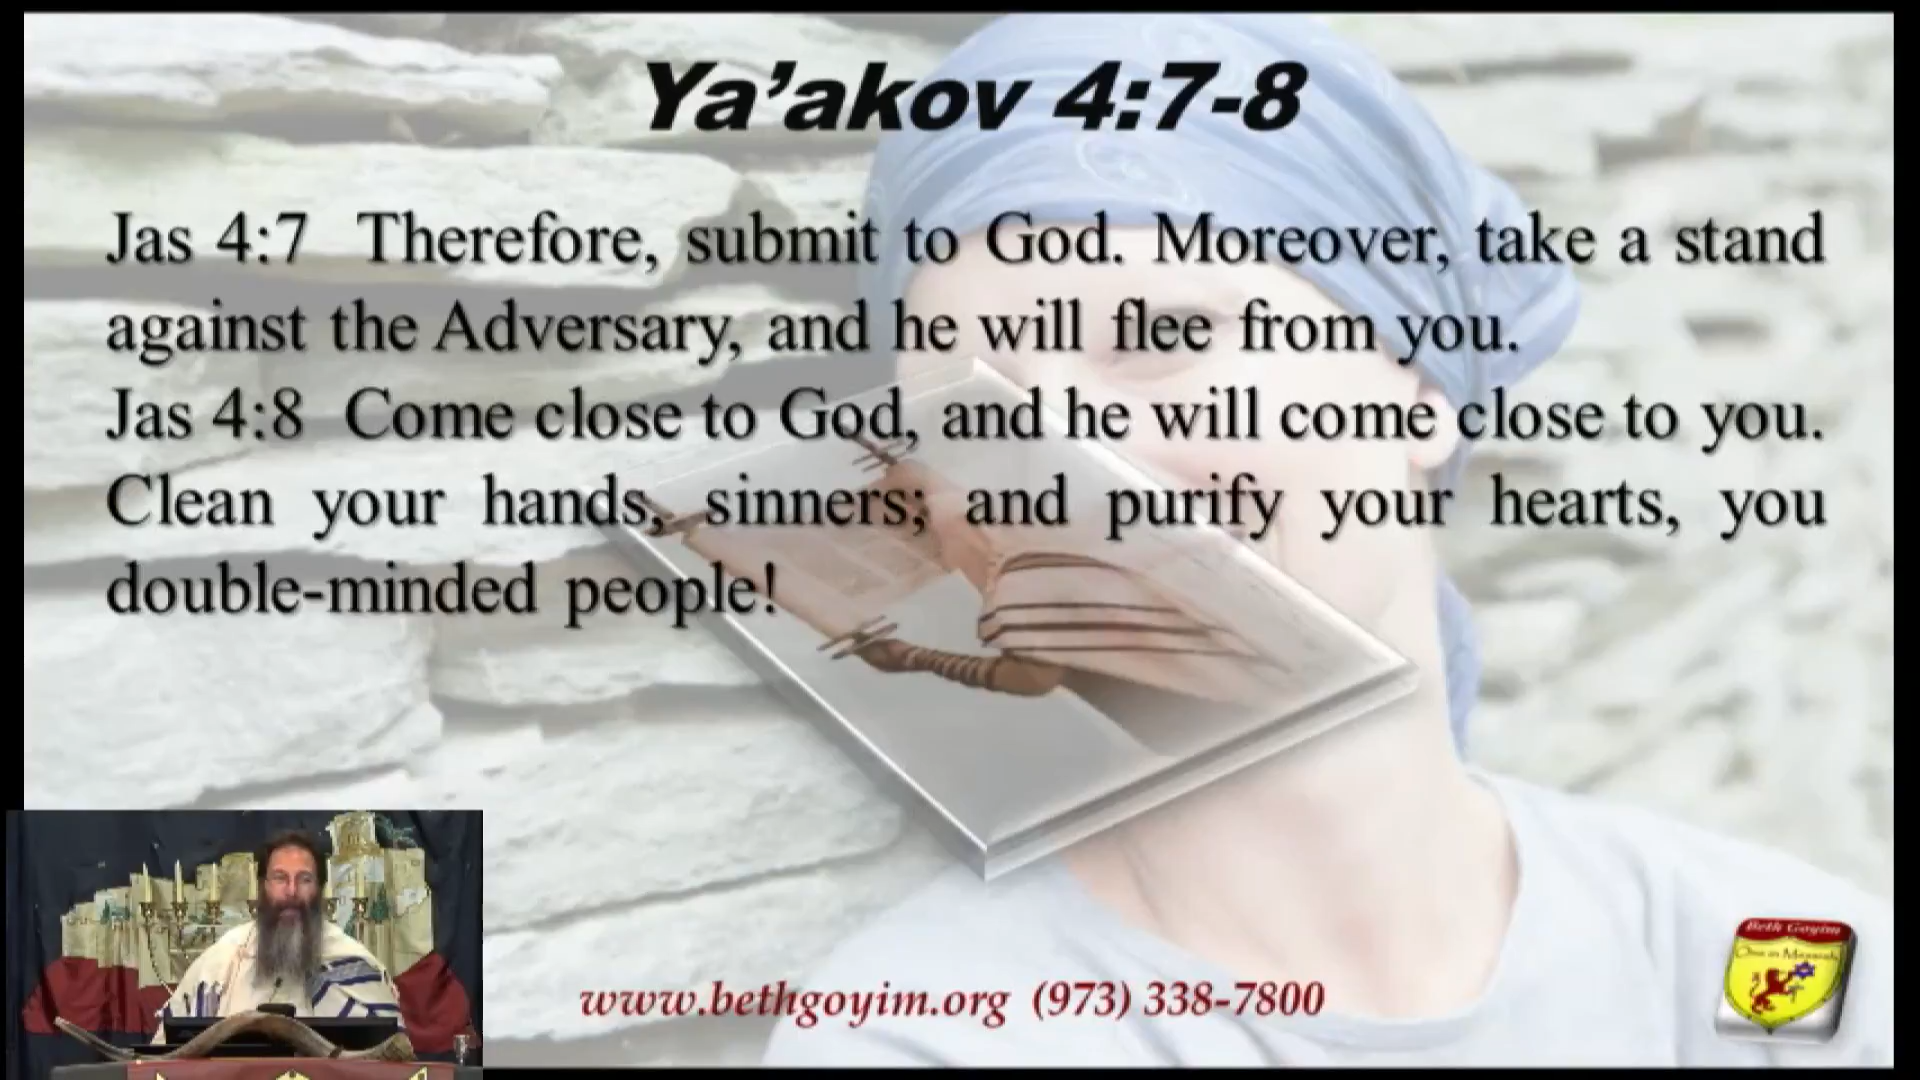 Ya'akov 4:7-8
Jas 4:7 Therefore, submit to God. Moreover, take a stand
against the Adversary, and he will flee from you.
Jas 4:8 Come close to God, and he will come close to you.
Clean your hands, sinners; and purify your hearts, you
double-minded people!
www.bethgoyim.org (973) 338-7800
Beth Goyim
One in Messiah